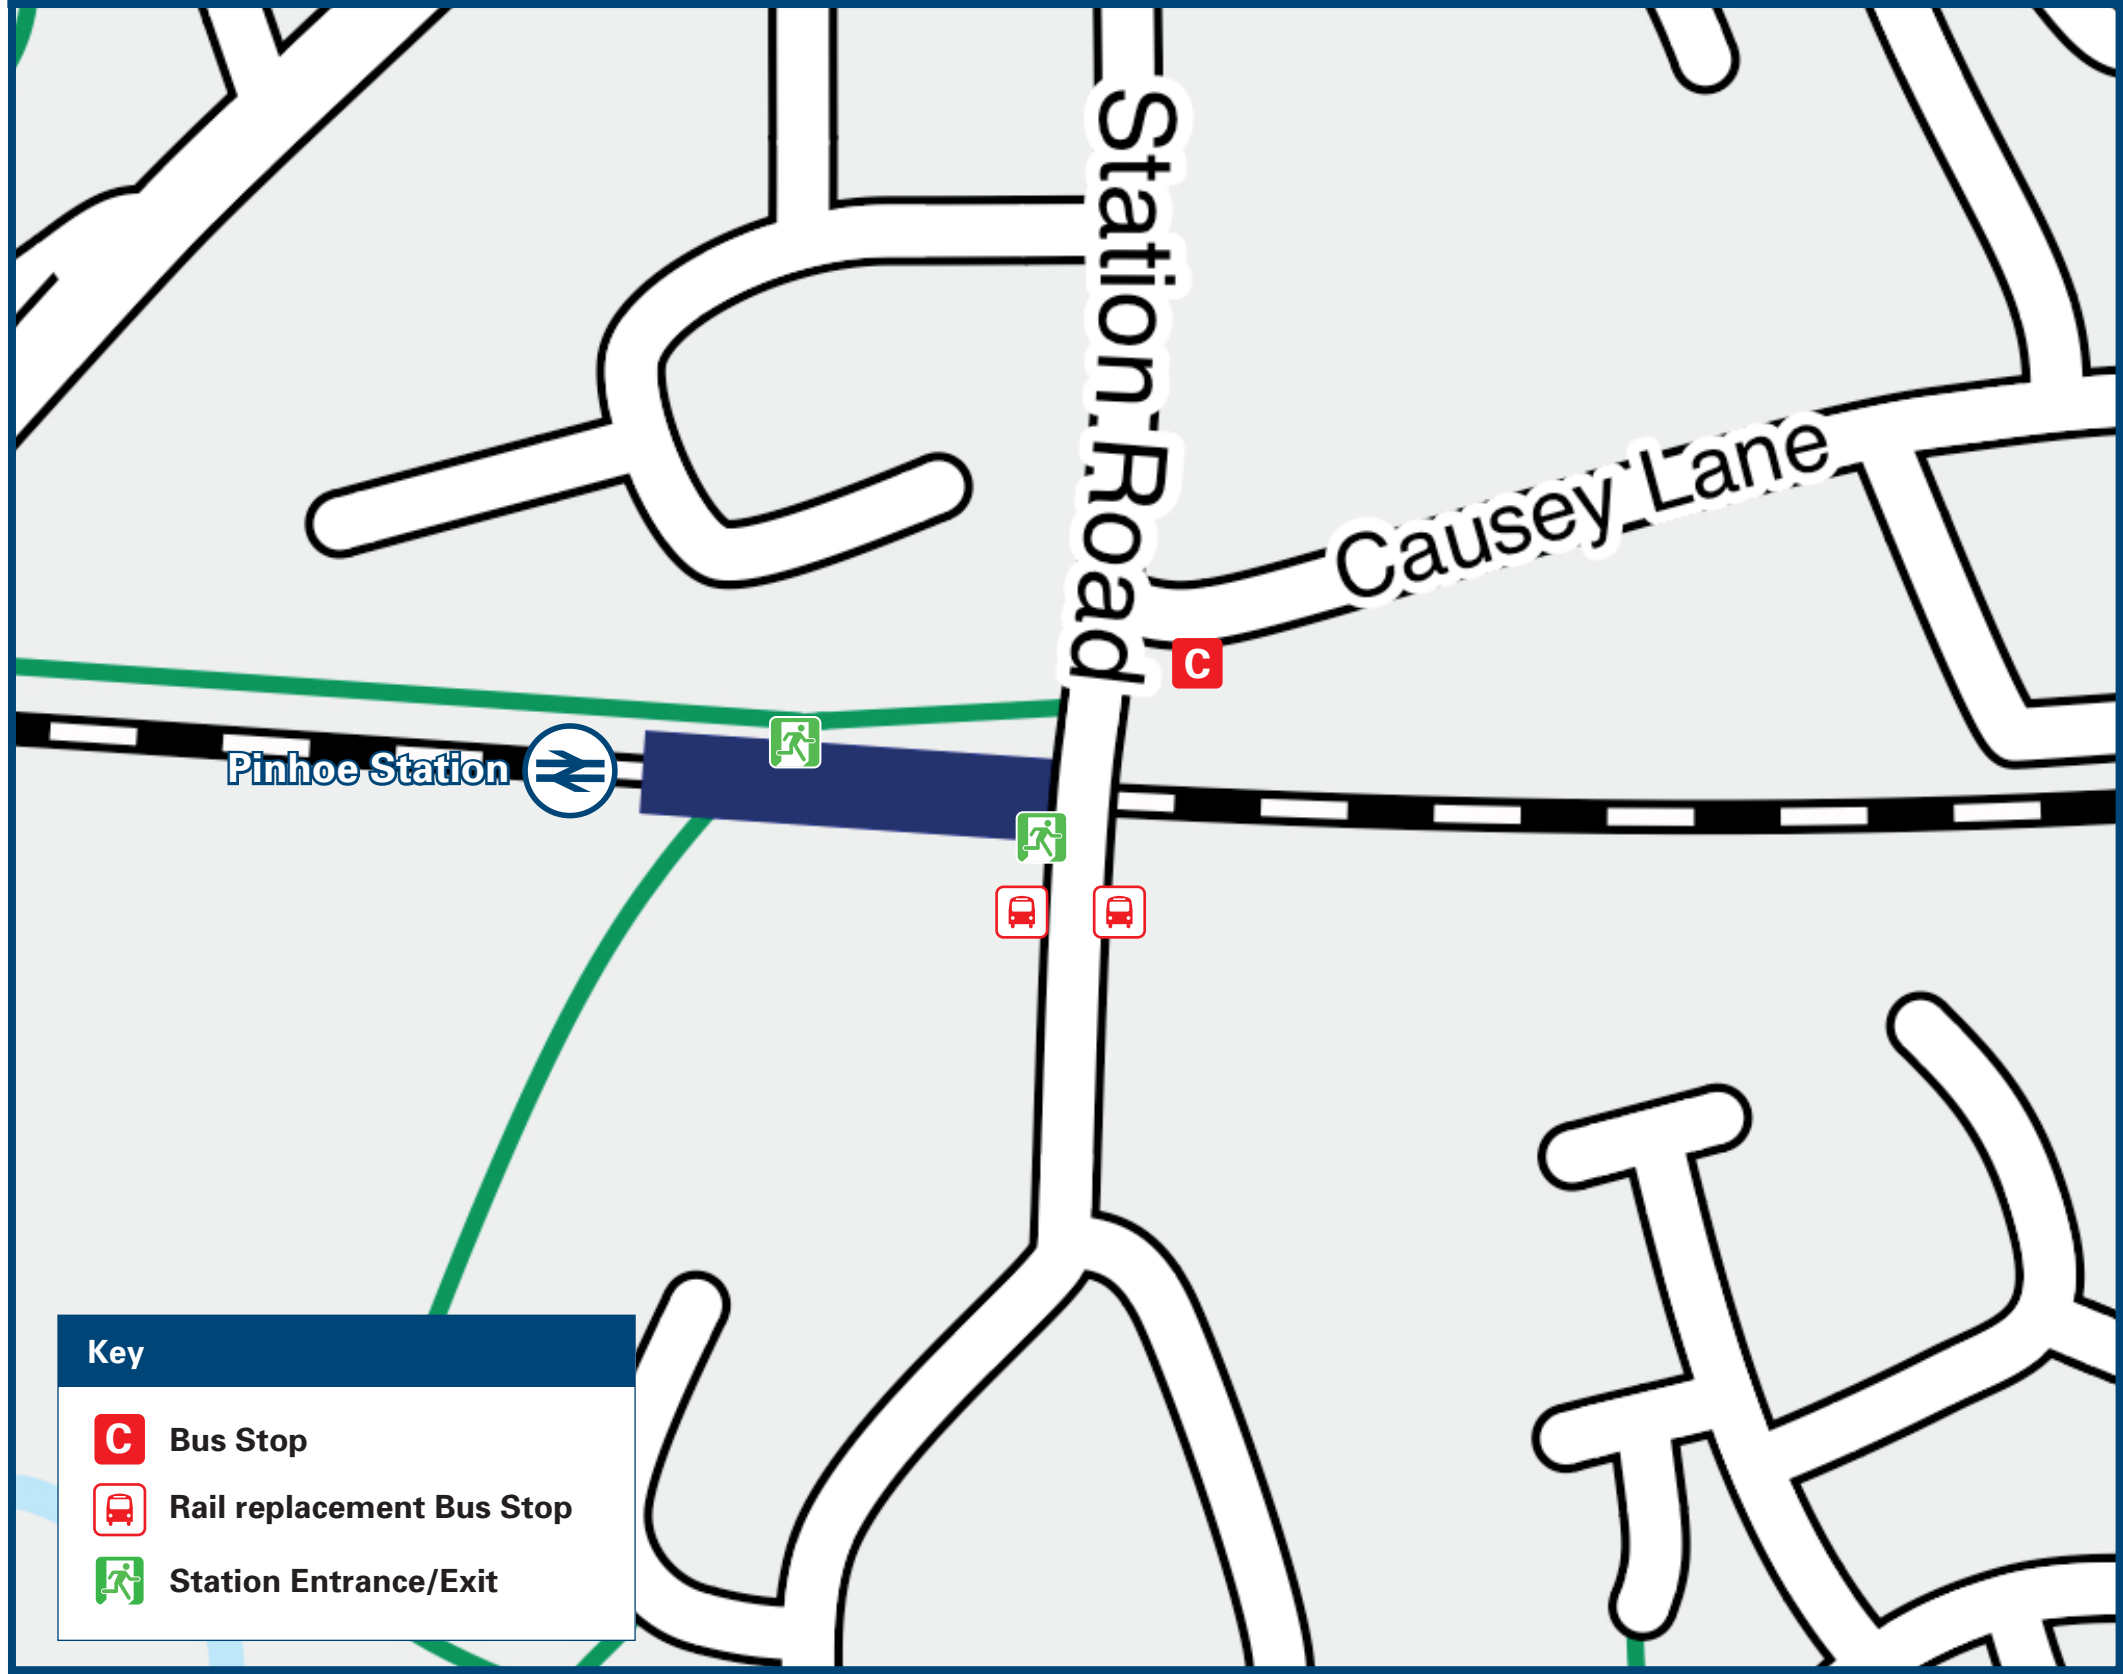 Station Road
Causey Lane
C
Pinhoe Station
Key
C Bus Stop
Rail replacement Bus Stop
Station Entrance/Exit